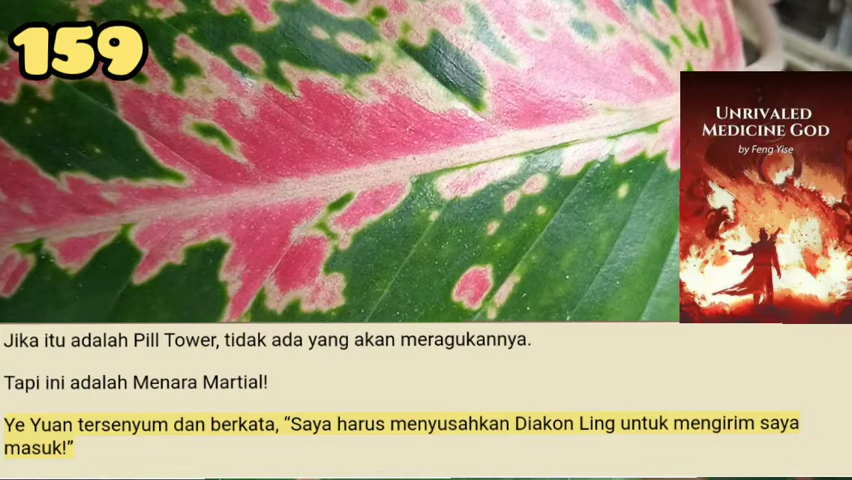 159
UNRIVALED
MEDICINE GOD
by Feng Yise
Jika itu adalah Pill Tower, tidak ada yang akan meragukannya.
Tapi ini adalah Menara Martial!
Ye Yuan tersenyum dan berkata, “Saya harus menyusahkan Diakon Ling untuk mengirim saya
masuk!”